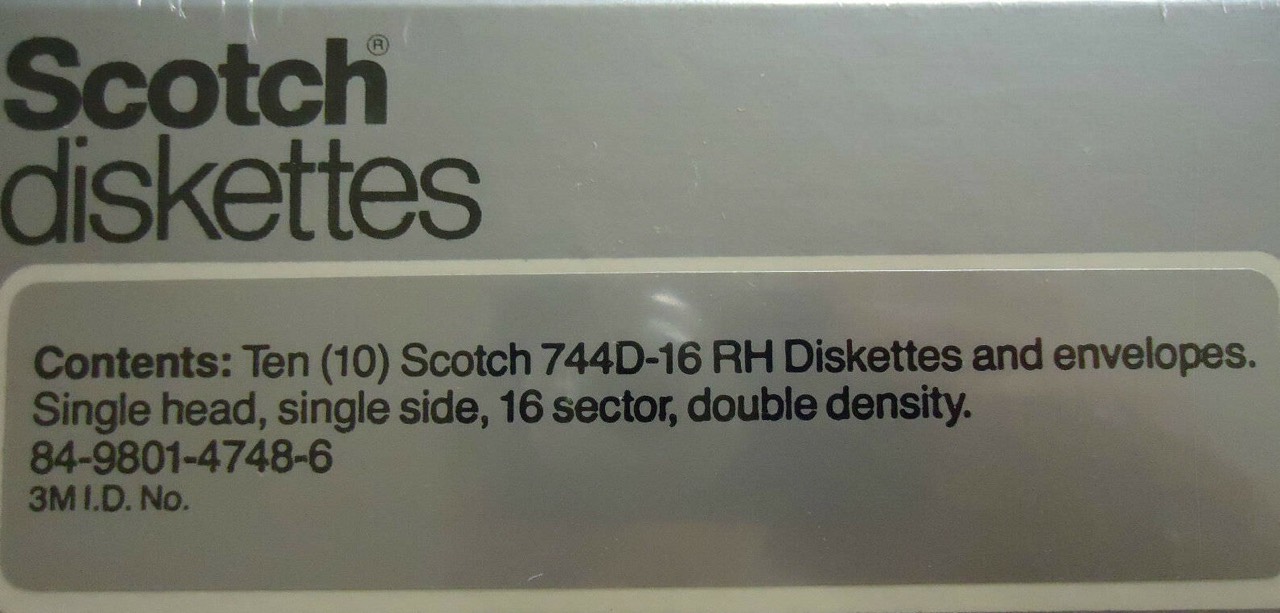 Scotch®
diskettes
Contents: Ten (10) Scotch 744D-16 RH Diskettes and envelopes.
Single head, single side, 16 sector, double density.
84-9801-4748-6
3M I.D. No.